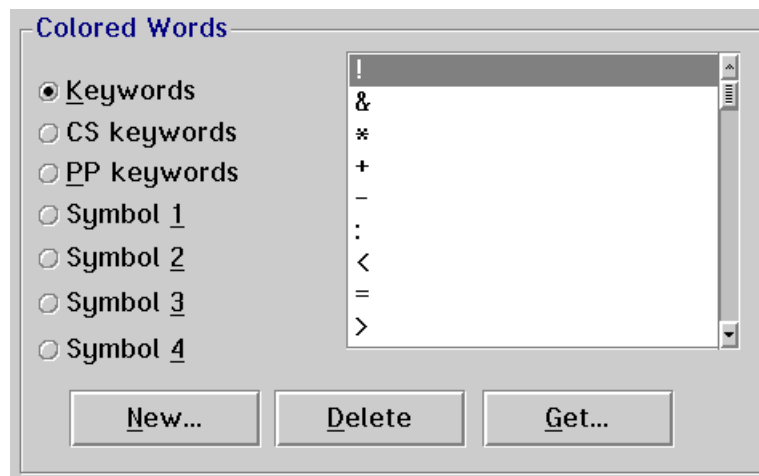 Colored Words
Keywords
CS keywords
PP keywords
Symbol 1
Symbol 2
Symbol 3
Symbol 4
!
&
*
+
-
:
<
=
>
New...
Delete
Get...